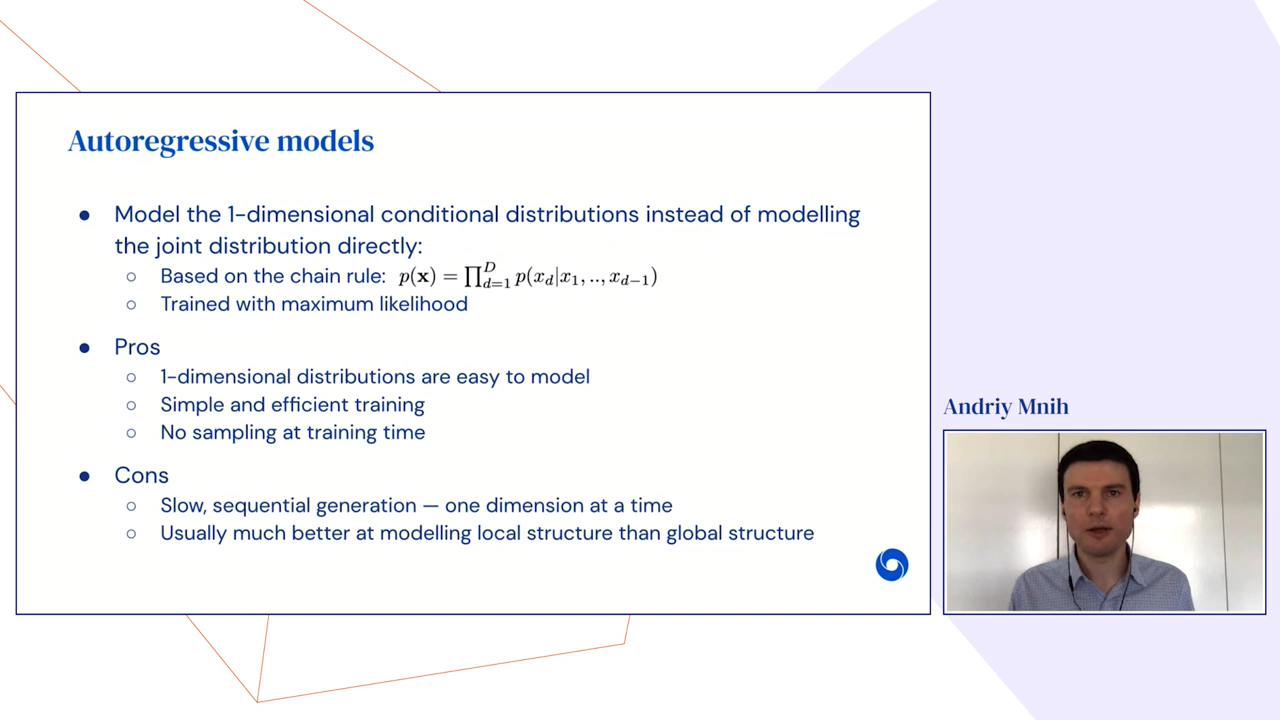 Autoregressive models
● Model the 1-dimensional conditional distributions instead of modelling
the joint distribution directly:
○ Based on the chain rule: p(𝐱) = ∏_{d=1}^{D} p(x_d|x_1, .., x_{d−1})
○ Trained with maximum likelihood
● Pros
○ 1-dimensional distributions are easy to model
○ Simple and efficient training
○ No sampling at training time
● Cons
○ Slow, sequential generation — one dimension at a time
○ Usually much better at modelling local structure than global structure
Andriy Mnih